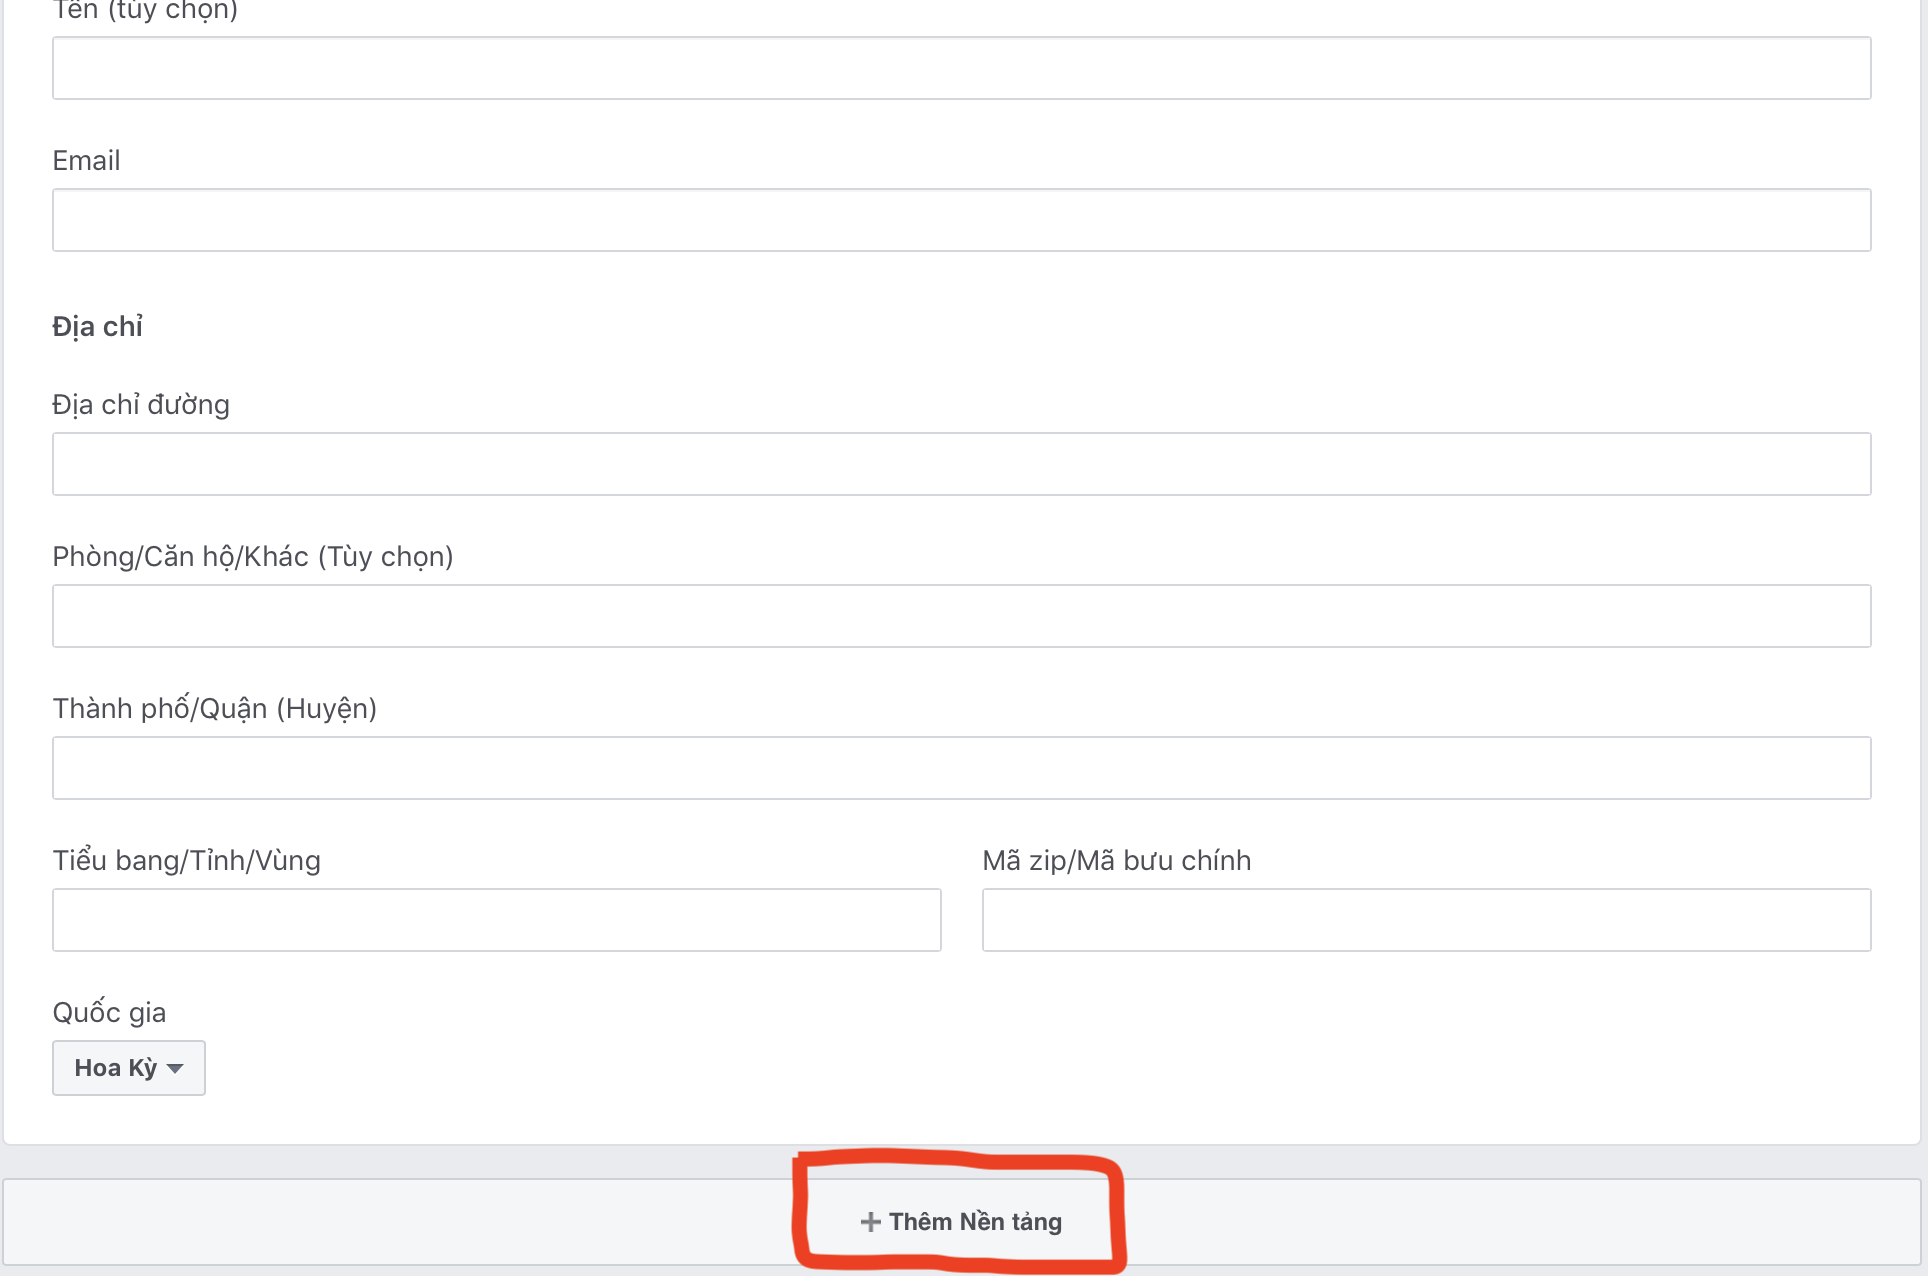 Tên (tùy chọn)
Email
Địa chỉ
Địa chỉ đường
Phòng/Căn hộ/Khác (Tùy chọn)
Thành phố/Quận (Huyện)
Tiểu bang/Tỉnh/Vùng
Mã zip/Mã bưu chính
Quốc gia
Hoa Kỳ
Thêm Nền tảng